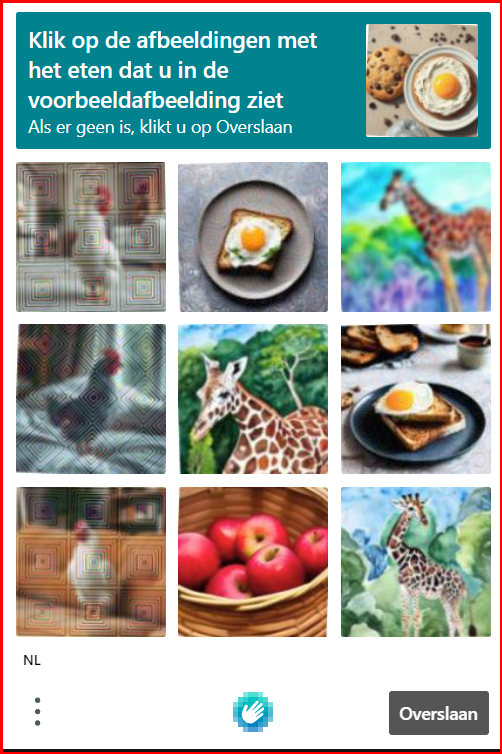 Klik op de afbeeldingen met
het eten dat u in de
voorbeeldafbeelding ziet
Als er geen is, klikt u op Overslaan
NL
Overslaan